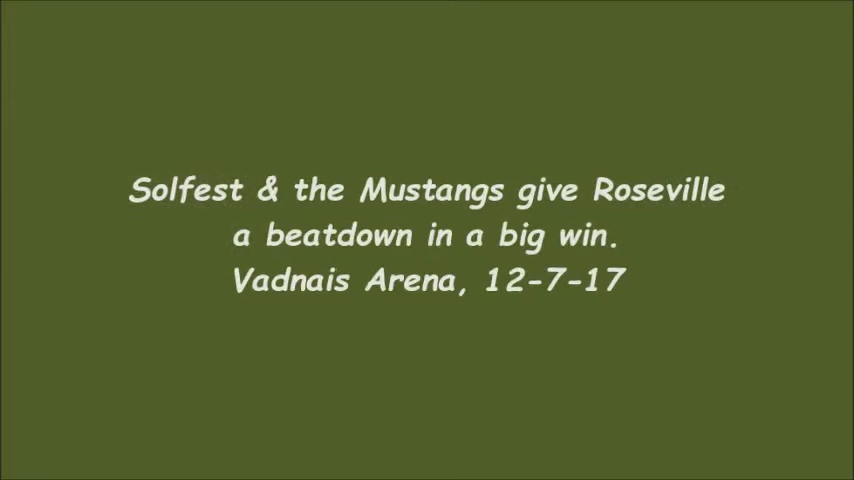 Solfest & the Mustangs give Roseville
a beatdown in a big win.
Vadnais Arena, 12-7-17